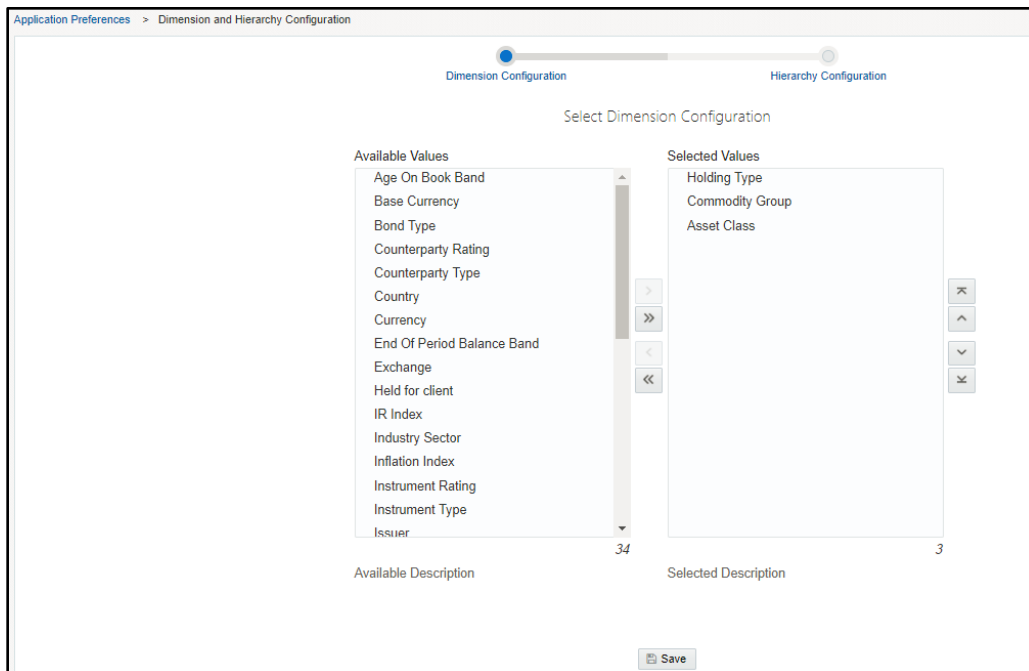 Application Preferences > Dimension and Hierarchy Configuration
Dimension Configuration
Hierarchy Configuration
Select Dimension Configuration
Available Values
Age On Book Band
Base Currency
Bond Type
Counterparty Rating
Counterparty Type
Country
Currency
End Of Period Balance Band
Exchange
Held for client
IR Index
Industry Sector
Inflation Index
Instrument Rating
Instrument Type
Issuer
34
Available Description
Selected Values
Holding Type
Commodity Group
Asset Class
3
Selected Description
Save